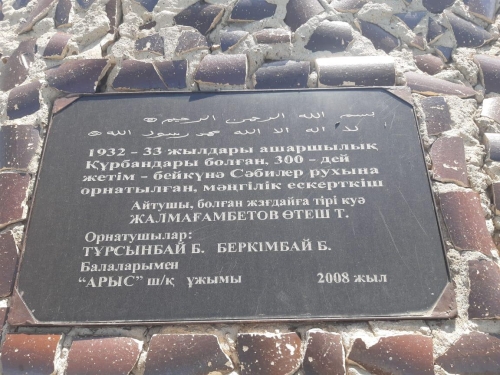 بسم الله الرحمن الرحيم
لا اله الا الله محمد رسول الله
1932 - 33 жылдары ашаршылық
Құрбандары болған, 300 - дей
жетім - бейкүнә Сәбилер рухына
орнатылған, мәңгілік ескерткіш
Айтушы, болған жэғдайға тірі куә
ЖАЛМАҒАМБЕТОВ ӨТЕШ Т.
Орнатушылар:
ТҰРСЫНБАЙ Б. БЕРКІМБАЙ Б.
Балаларымен
"АРЫС" ш/қ ұжымы 2008 жыл